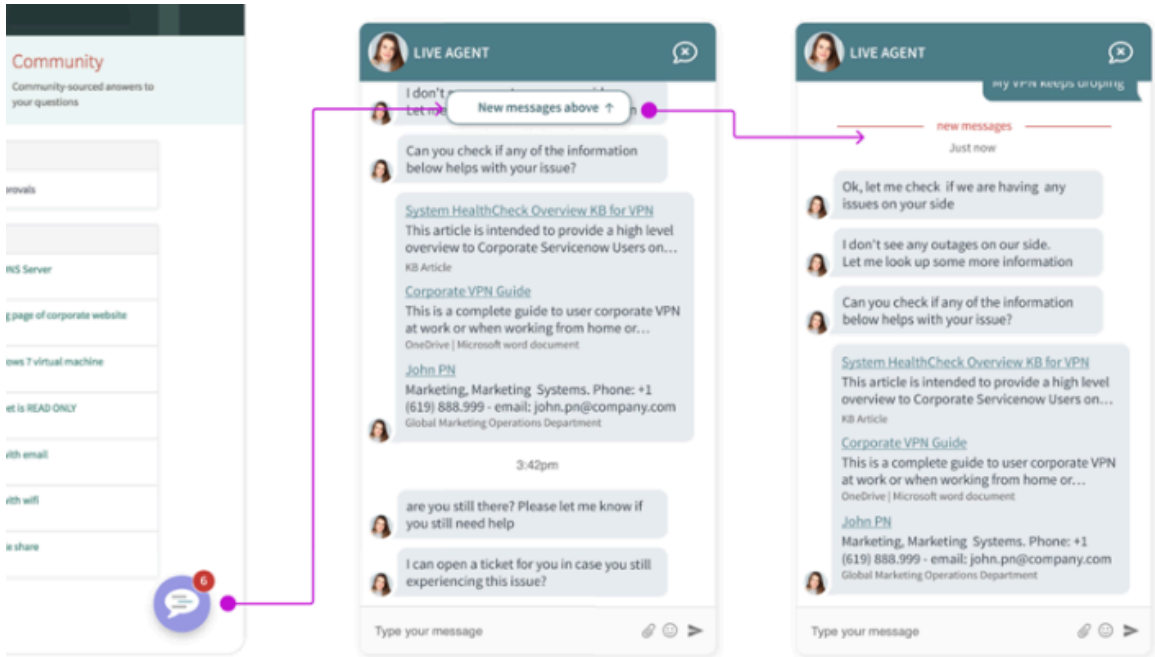 Community
Community-sourced answers to
your questions
provals
NS Server
g page of corporate website
ows 7 virtual machine
et is READ ONLY
with email
with wifi
le share
6
LIVE AGENT
I don't
Let me
New messages above ↑
n
Can you check if any of the information
below helps with your issue?
System HealthCheck Overview KB for VPN
This article is intended to provide a high level
overview to Corporate Servicenow Users on...
KB Article
Corporate VPN Guide
This is a complete guide to user corporate VPN
at work or when working from home or...
OneDrive | Microsoft word document
John PN
Marketing, Marketing Systems. Phone: +1
(619) 888.999 - email: john.pn@company.com
Global Marketing Operations Department
3:42pm
are you still there? Please let me know if
you still need help
I can open a ticket for you in case you still
experiencing this issue?
Type your message
LIVE AGENT
My VPN keeps droping
new messages
Just now
Ok, let me check if we are having any
issues on your side
I don't see any outages on our side.
Let me look up some more information
Can you check if any of the information
below helps with your issue?
System HealthCheck Overview KB for VPN
This article is intended to provide a high level
overview to Corporate Servicenow Users on...
KB Article
Corporate VPN Guide
This is a complete guide to user corporate VPN
at work or when working from home or...
OneDrive | Microsoft word document
John PN
Marketing, Marketing Systems. Phone: +1
(619) 888.999 - email: john.pn@company.com
Global Marketing Operations Department
Type your message